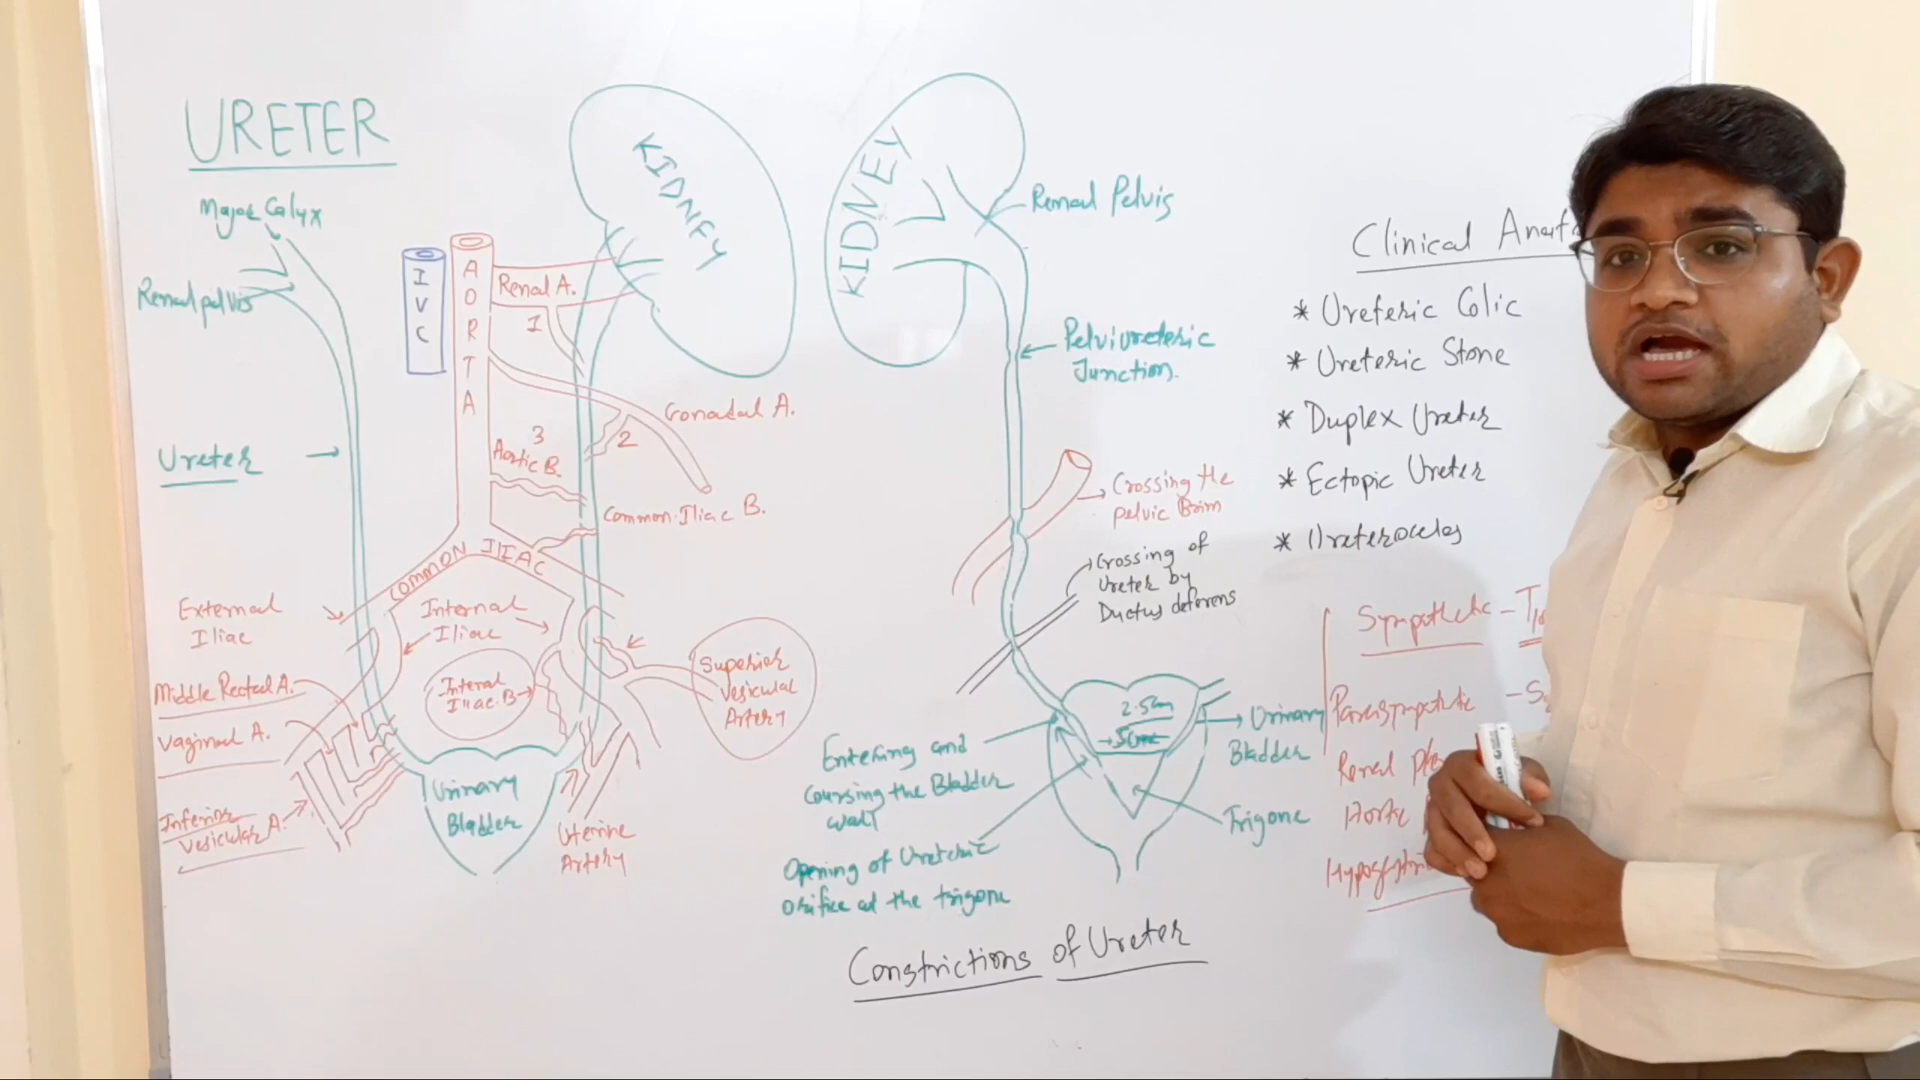 URETER
Major Calyx
Renal pelvis
Ureter
IVC
AORTA
KIDNEY
Renal A.
1
Gonadal A.
2
3
Aortic B.
Common Iliac B.
COMMON ILIAC
External
Iliac
Internal
Iliac
Middle Rectal A.
Vaginal A.
Inferior
Vesicular A.
Internal
Iliac B
Superior
Vesicular
Artery
Urinary
Bladder
Uterine
Artery
KIDNEY
Renal Pelvis
Pelviureteric
Junction.
Crossing the
Pelvic Brim
Crossing of
Ureter by
Ductus deferens
2.5cm
5cm
Urinary
Bladder
Trigone
Entering and
Coursing the Bladder
wall
Opening of Ureteric
orifice at the trigone
Constrictions of Ureter
Clinical
* Ureteric Colic
* Ureteric Stone
* Duplex Ureter
* Ectopic Ureter
* Ureteroceles
Sympathetic -
Parasympathetic -
Renal